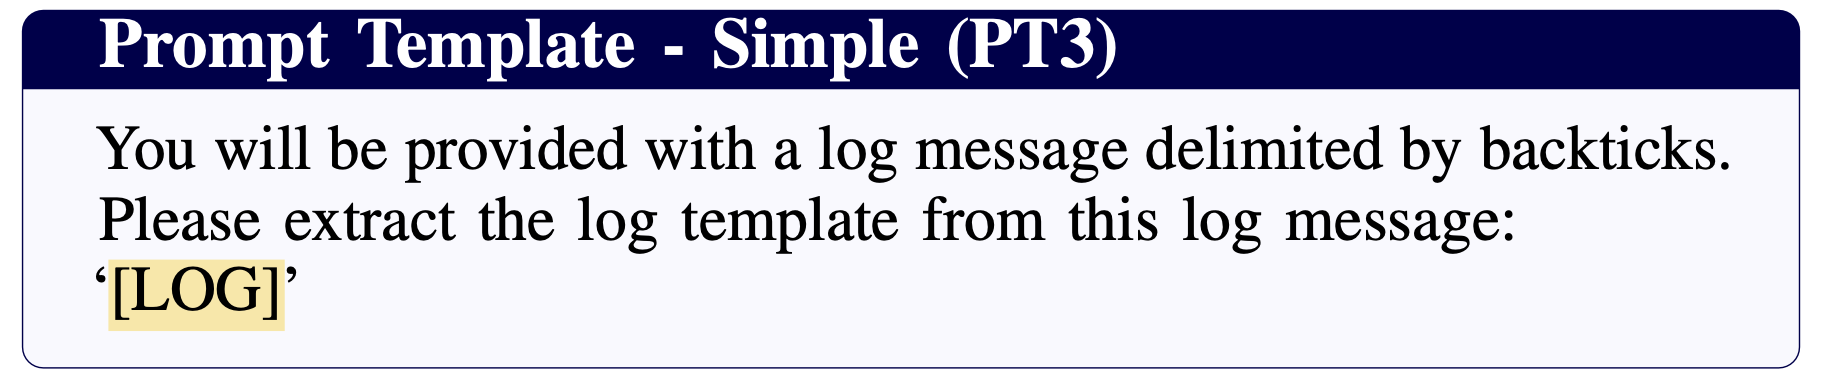 Prompt Template - Simple (PT3)
You will be provided with a log message delimited by backticks.
Please extract the log template from this log message:
‘[LOG]’